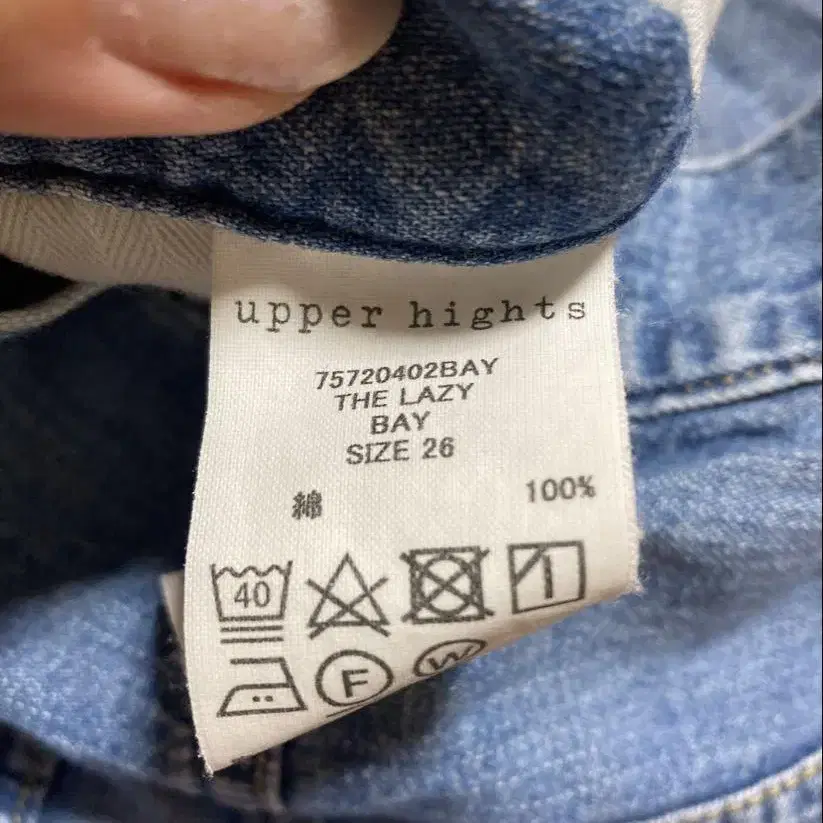 upper hights
75720402BAY
THE LAZY
BAY
SIZE 26
綿 100%
40
F W